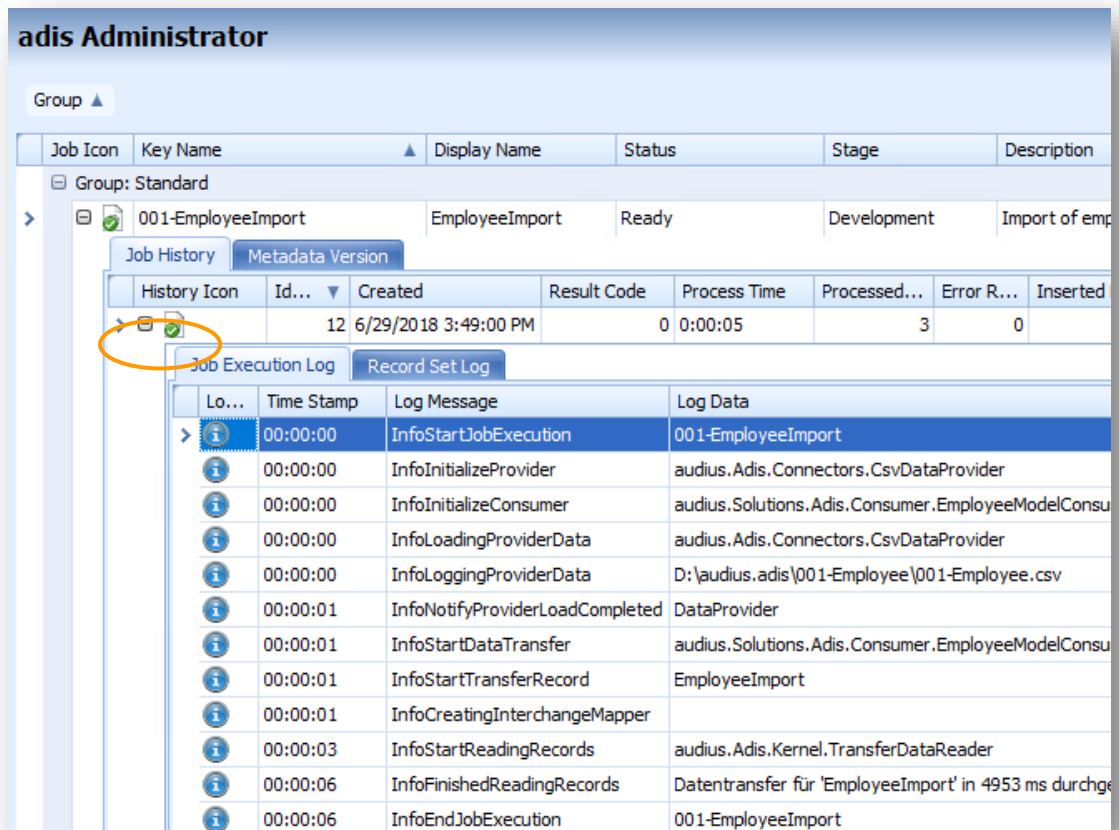 adis Administrator
Group
Job Icon Key Name Display Name Status Stage Description
Group: Standard
001-EmployeeImport EmployeeImport Ready Development Import of emp
Job History Metadata Version
History Icon Id... Created Result Code Process Time Processed... Error R... Inserted
12 6/29/2018 3:49:00 PM 0 0:00:05 3 0
Job Execution Log Record Set Log
Lo... Time Stamp Log Message Log Data
00:00:00 InfoStartJobExecution 001-EmployeeImport
00:00:00 InfoInitializeProvider audius.Adis.Connectors.CsvDataProvider
00:00:00 InfoInitializeConsumer audius.Solutions.Adis.Consumer.EmployeeModelConsu
00:00:00 InfoLoadingProviderData audius.Adis.Connectors.CsvDataProvider
00:00:00 InfoLoggingProviderData D:\audius.adis\001-Employee\001-Employee.csv
00:00:01 InfoNotifyProviderLoadCompleted DataProvider
00:00:01 InfoStartDataTransfer audius.Solutions.Adis.Consumer.EmployeeModelConsu
00:00:01 InfoStartTransferRecord EmployeeImport
00:00:01 InfoCreatingInterchangeMapper
00:00:03 InfoStartReadingRecords audius.Adis.Kernel.TransferDataReader
00:00:06 InfoFinishedReadingRecords Datentransfer für 'EmployeeImport' in 4953 ms durchge
00:00:06 InfoEndJobExecution 001-EmployeeImport